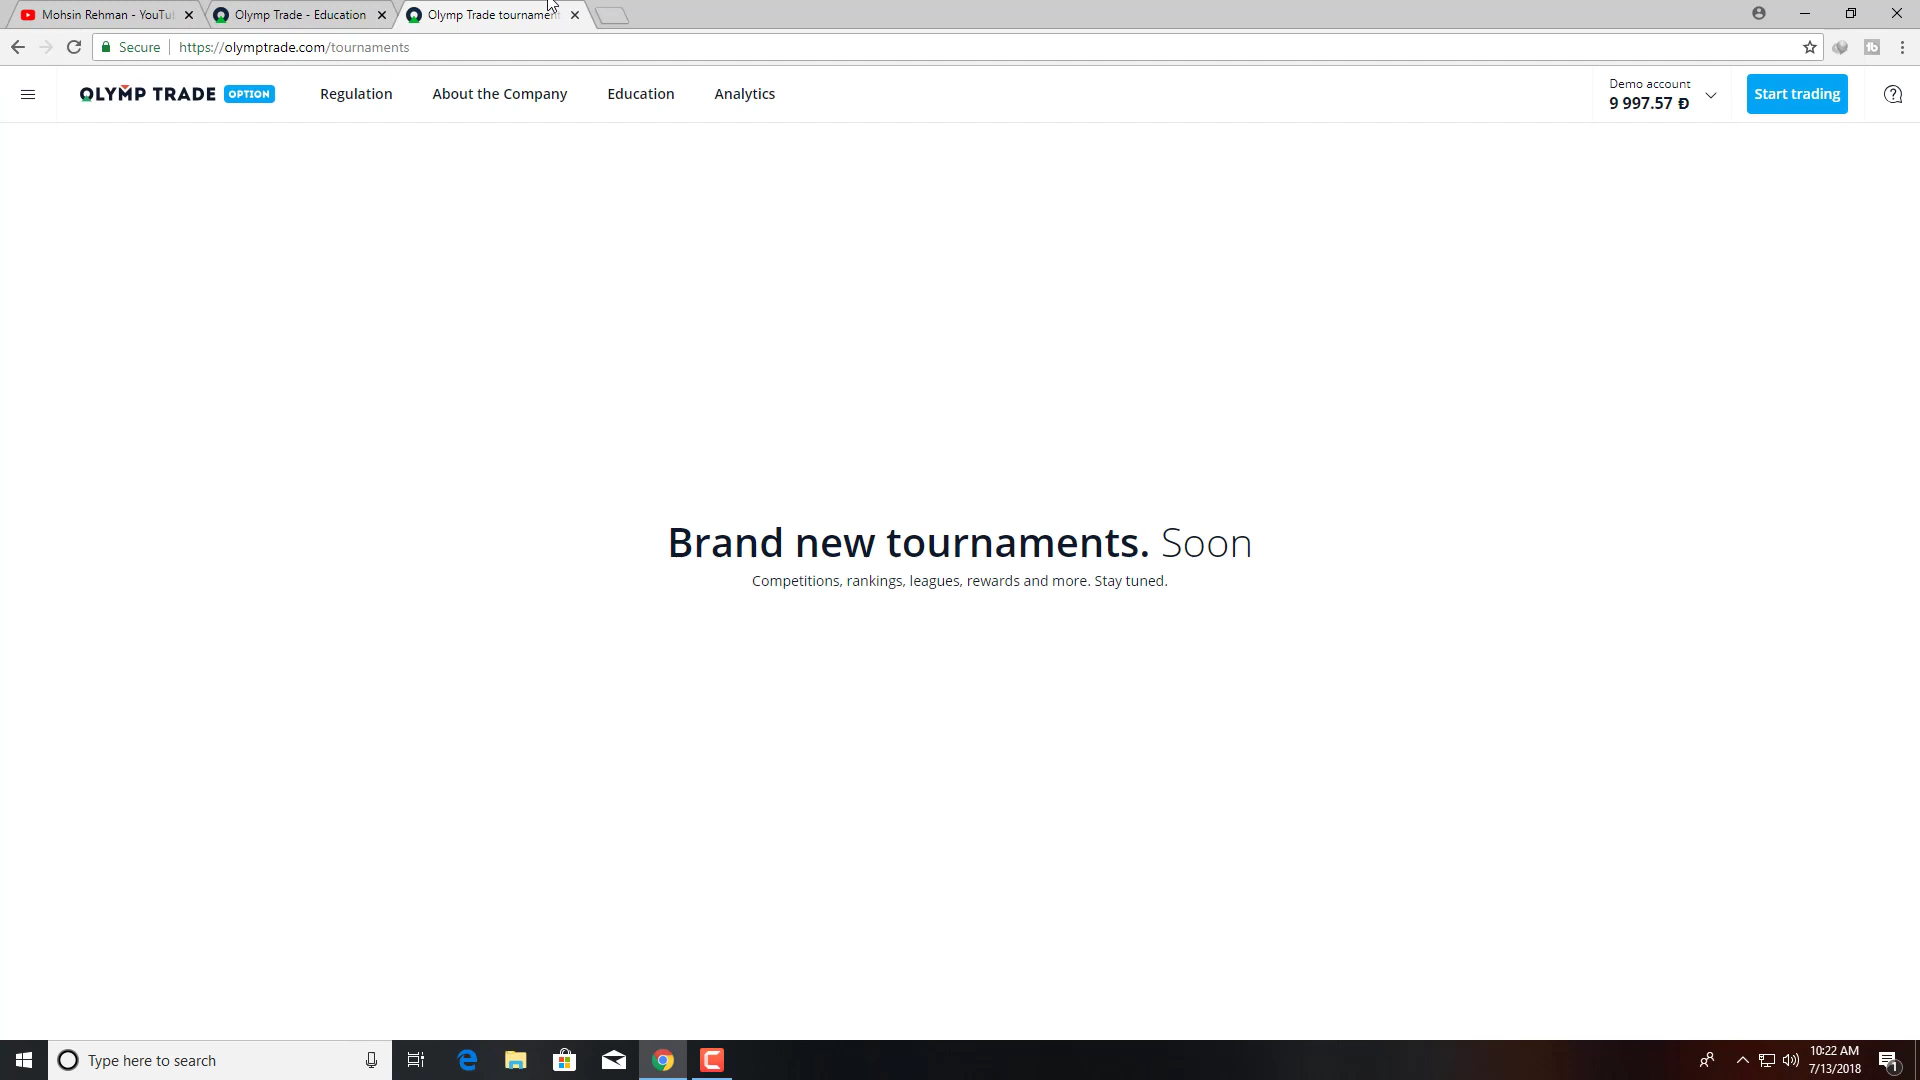 Mohsin Rehman - YouTu
Olymp Trade - Education
Olymp Trade tournamen
Secure
https://olymptrade.com/tournaments
OLYMP TRADE OPTION
Regulation
About the Company
Education
Analytics
Demo account
9 997.57 Đ
Start trading
Brand new tournaments. Soon
Competitions, rankings, leagues, rewards and more. Stay tuned.
Type here to search
10:22 AM
7/13/2018
1